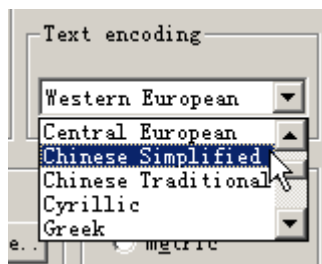 Text encoding
Western European
Central European
Chinese Simplified
Chinese Traditional
Cyrillic
Greek
e..
metric